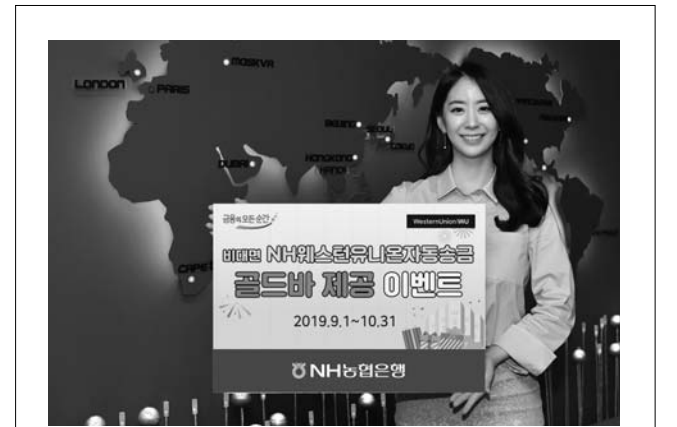 MOSKVA
LONDON
PARIS
BEIJING
SEOUL
TOKYO
DUBAI
HONGKONG
HANOI
CAPE
금융의 모든 순간
WesternUnion WU
비대면 NH웨스턴유니온자동송금
골드바 제공 이벤트
2019.9.1~10.31
NH농협은행